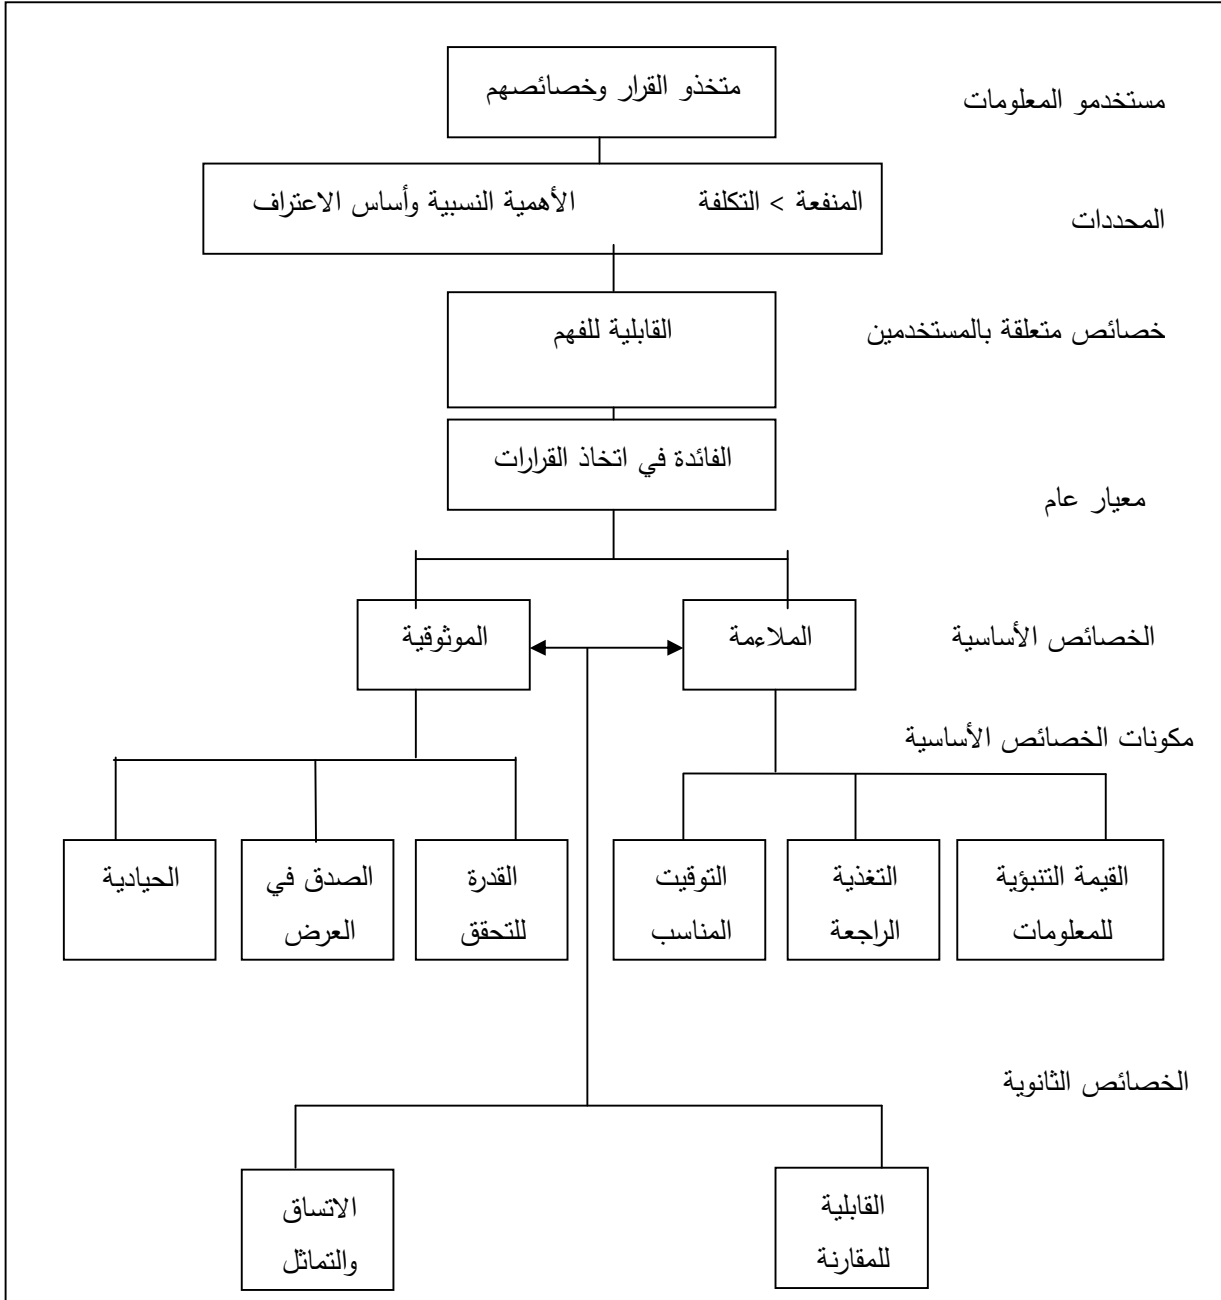 متخذو القرار وخصائصهم
مستخدمو المعلومات
المنفعة > التكلفة
الأهمية النسبية وأساس الاعتراف
المحددات
خصائص متعلقة بالمستخدمين
القابلية للفهم
الفائدة في اتخاذ القرارات
معيار عام
الخصائص الأساسية
الملاءمة
الموثوقية
مكونات الخصائص الأساسية
القيمة التنبؤية
للمعلومات
التغذية
الراجعة
التوقيت
المناسب
القدرة
للتحقق
الصدق في
العرض
الحيادية
الخصائص الثانوية
القابلية
للمقارنة
الاتساق
والتماثل